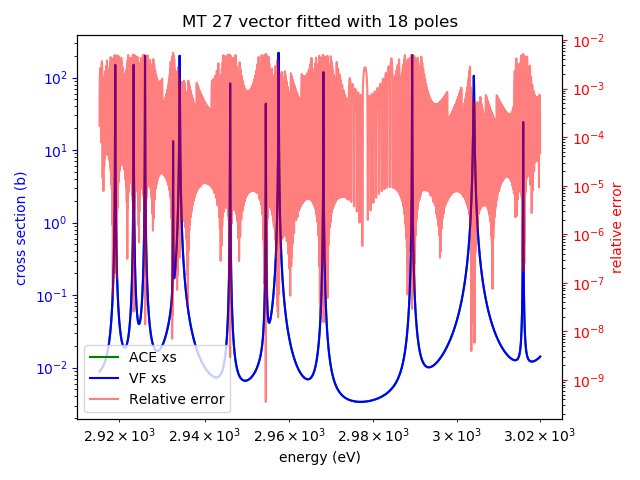 MT 27 vector fitted with 18 poles
10²
10¹
10⁰
10⁻¹
10⁻²
cross section (b)
10⁻²
10⁻³
10⁻⁴
10⁻⁵
10⁻⁶
10⁻⁷
10⁻⁸
10⁻⁹
relative error
ACE xs
VF xs
Relative error
2.92 × 10³ 2.94 × 10³ 2.96 × 10³ 2.98 × 10³ 3 × 10³ 3.02 × 10³
energy (eV)